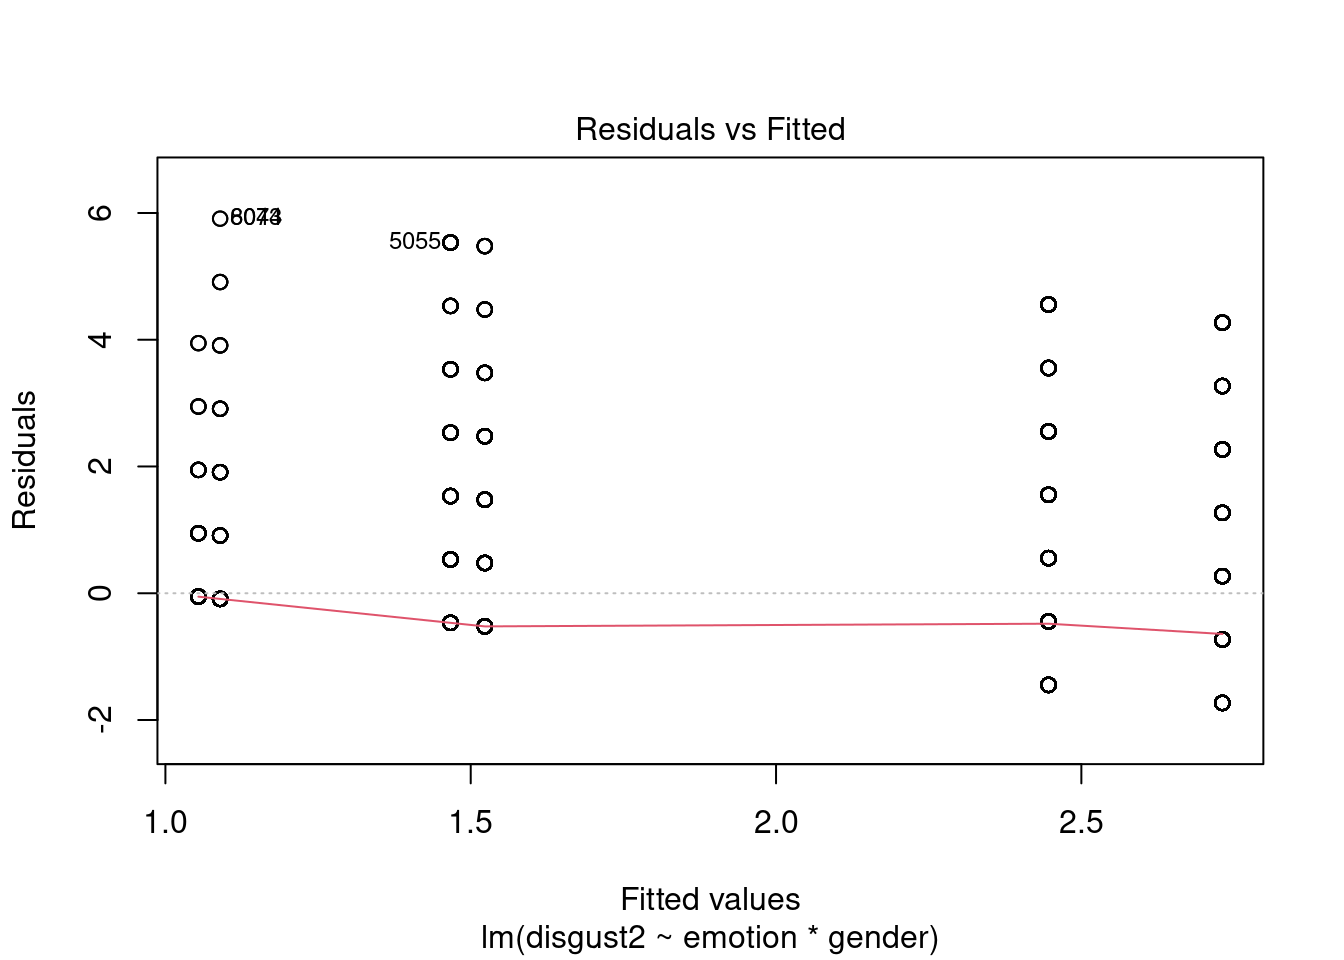 Residuals vs Fitted
Residuals
6
4
2
0
-2
5055
1.0 1.5 2.0 2.5
Fitted values
lm(disgust2 ~ emotion * gender)